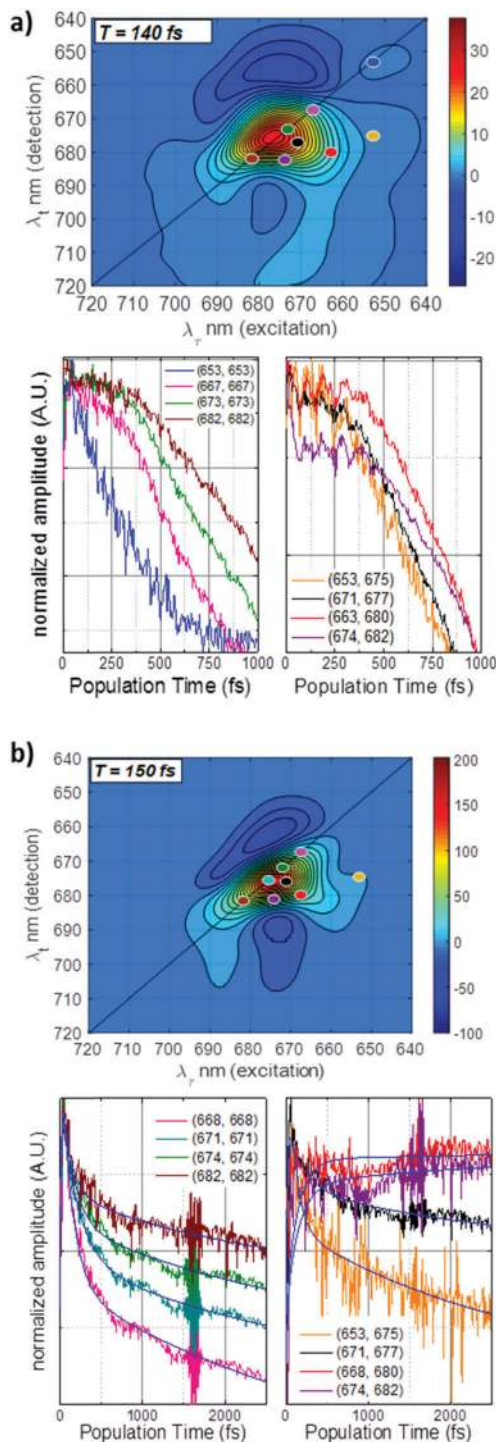 a)
T = 140 fs
640
650
660
670
680
690
700
710
720
λt nm (detection)
720 710 700 690 680 670 660 650 640
λτ nm (excitation)
30
20
10
0
-10
-20
normalized amplitude (A.U.)
(653, 653)
(667, 667)
(673, 673)
(682, 682)
0 250 500 750 1000
Population Time (fs)
(653, 675)
(671, 677)
(663, 680)
(674, 682)
0 250 500 750 1000
Population Time (fs)
b)
T = 150 fs
640
650
660
670
680
690
700
710
720
λt nm (detection)
720 710 700 690 680 670 660 650 640
λτ nm (excitation)
200
150
100
50
0
-50
-100
normalized amplitude (A.U.)
(668, 668)
(671, 671)
(674, 674)
(682, 682)
0 1000 2000
Population Time (fs)
(653, 675)
(671, 677)
(668, 680)
(674, 682)
0 1000 2000
Population Time (fs)